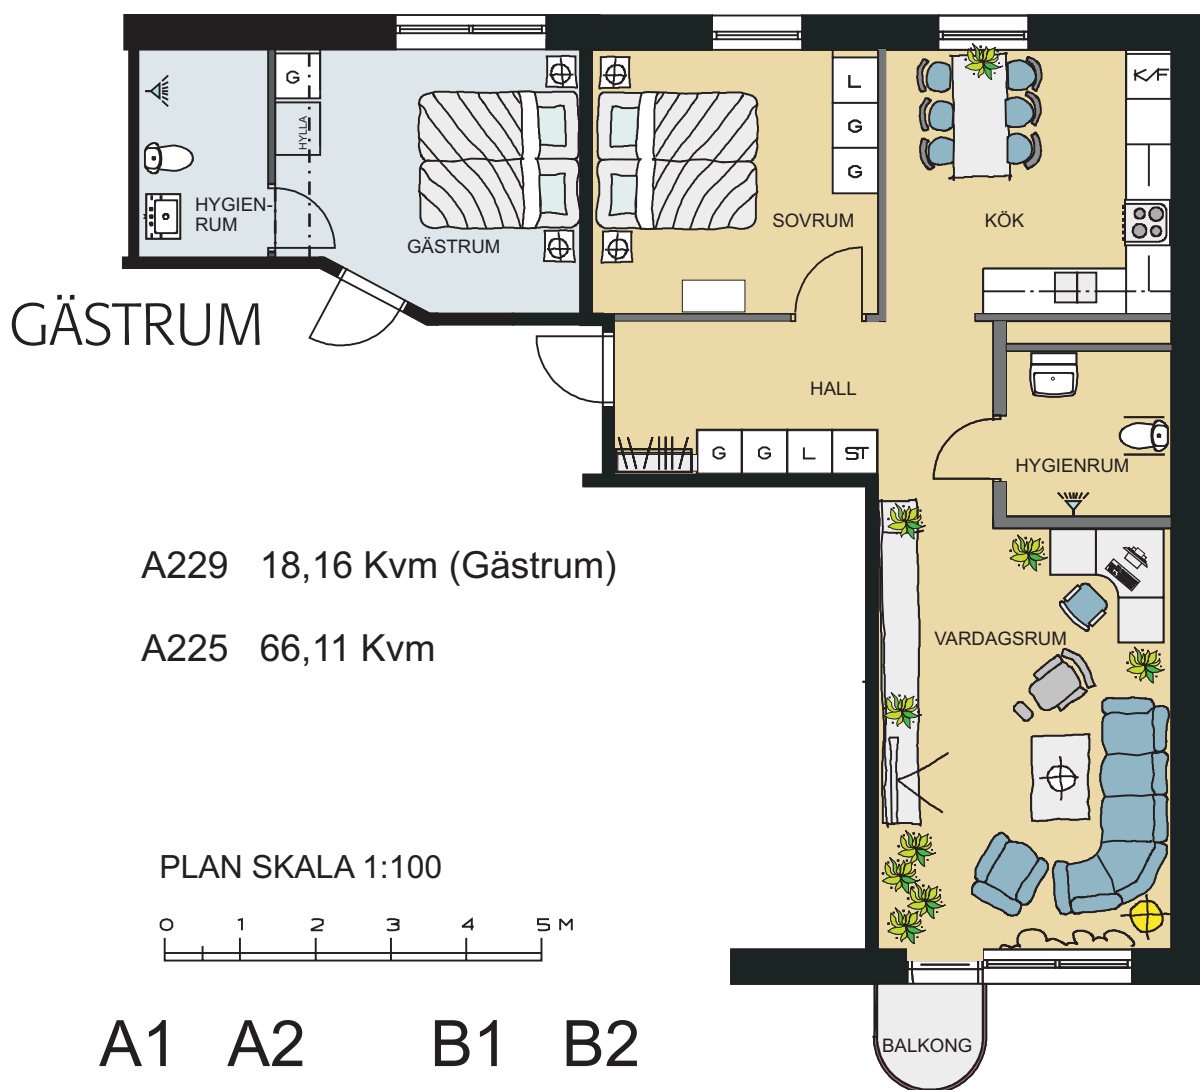 G
HYLLA
HYGIEN-
RUM
GÄSTRUM
L
G
G
SOVRUM
K/F
KÖK
GÄSTRUM
HALL
G G L ST
HYGIENRUM
A229 18,16 Kvm (Gästrum)
A225 66,11 Kvm
VARDAGSRUM
PLAN SKALA 1:100
0 1 2 3 4 5 M
A1 A2 B1 B2
BALKONG